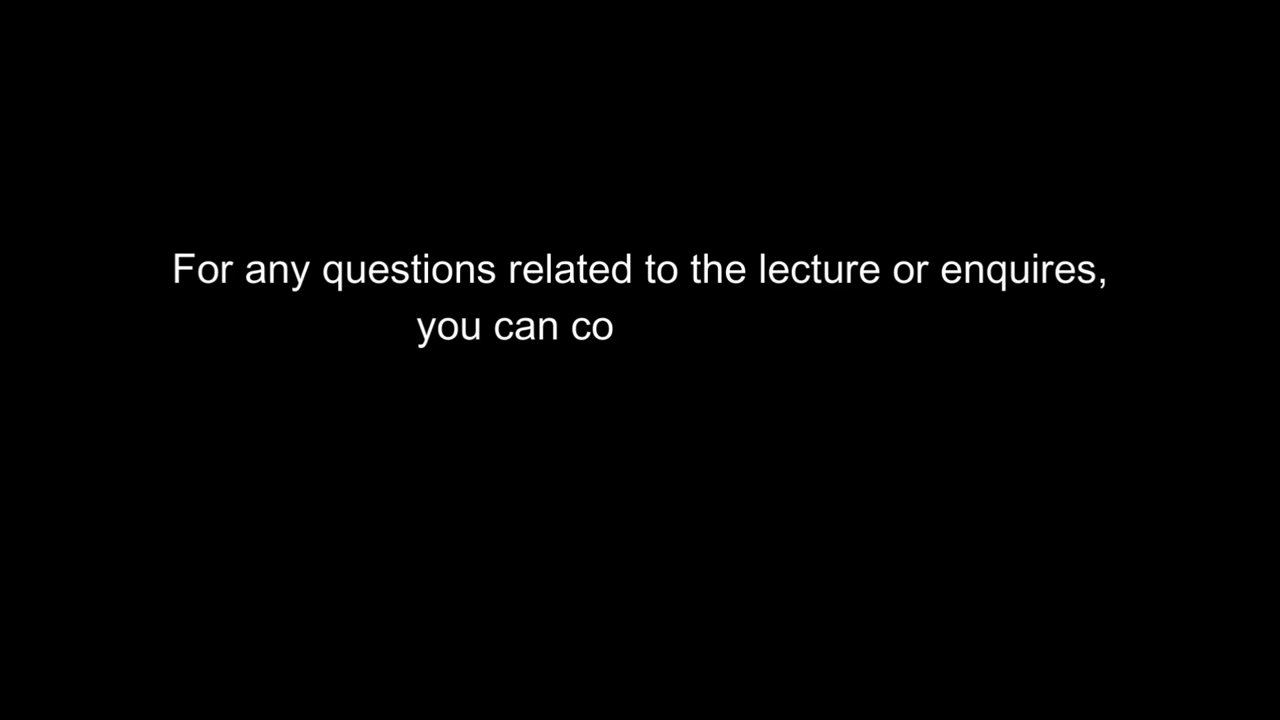 For any questions related to the lecture or enquires,
you can co